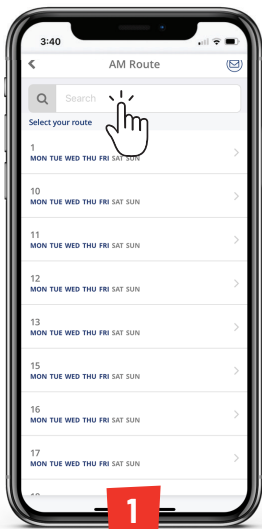 3:40
AM Route
Search
Select your route
1
MON TUE WED THU FRI SAT SUN
10
MON TUE WED THU FRI SAT SUN
11
MON TUE WED THU FRI SAT SUN
12
MON TUE WED THU FRI SAT SUN
13
MON TUE WED THU FRI SAT SUN
15
MON TUE WED THU FRI SAT SUN
16
MON TUE WED THU FRI SAT SUN
17
MON TUE WED THU FRI SAT SUN
1